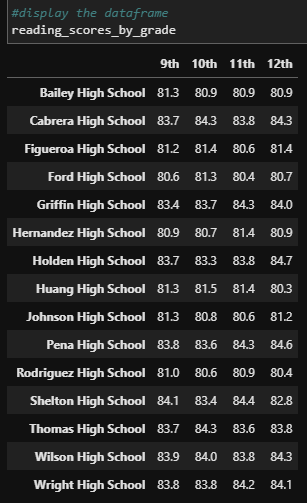 #display the dataframe
reading_scores_by_grade
9th 10th 11th 12th
Bailey High School 81.3 80.9 80.9 80.9
Cabrera High School 83.7 84.3 83.8 84.3
Figueroa High School 81.2 81.4 80.6 81.4
Ford High School 80.6 81.3 80.4 80.7
Griffin High School 83.4 83.7 84.3 84.0
Hernandez High School 80.9 80.7 81.4 80.9
Holden High School 83.7 83.3 83.8 84.7
Huang High School 81.3 81.5 81.4 80.3
Johnson High School 81.3 80.8 80.6 81.2
Pena High School 83.8 83.6 84.3 84.6
Rodriguez High School 81.0 80.6 80.9 80.4
Shelton High School 84.1 83.4 84.4 82.8
Thomas High School 83.7 84.3 83.6 83.8
Wilson High School 83.9 84.0 83.8 84.3
Wright High School 83.8 83.8 84.2 84.1